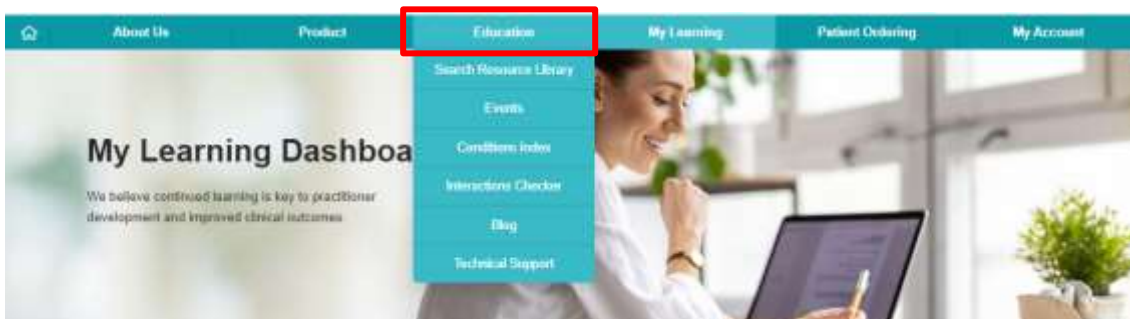 About Us Product Education My Learning Patient Ordering My Account
Search Resource Library
Events
My Learning Dashboa
Conditions Index
We believe continued learning is key to practitioner
Interactions Checker
development and improved clinical outcomes
Blog
Technical Support